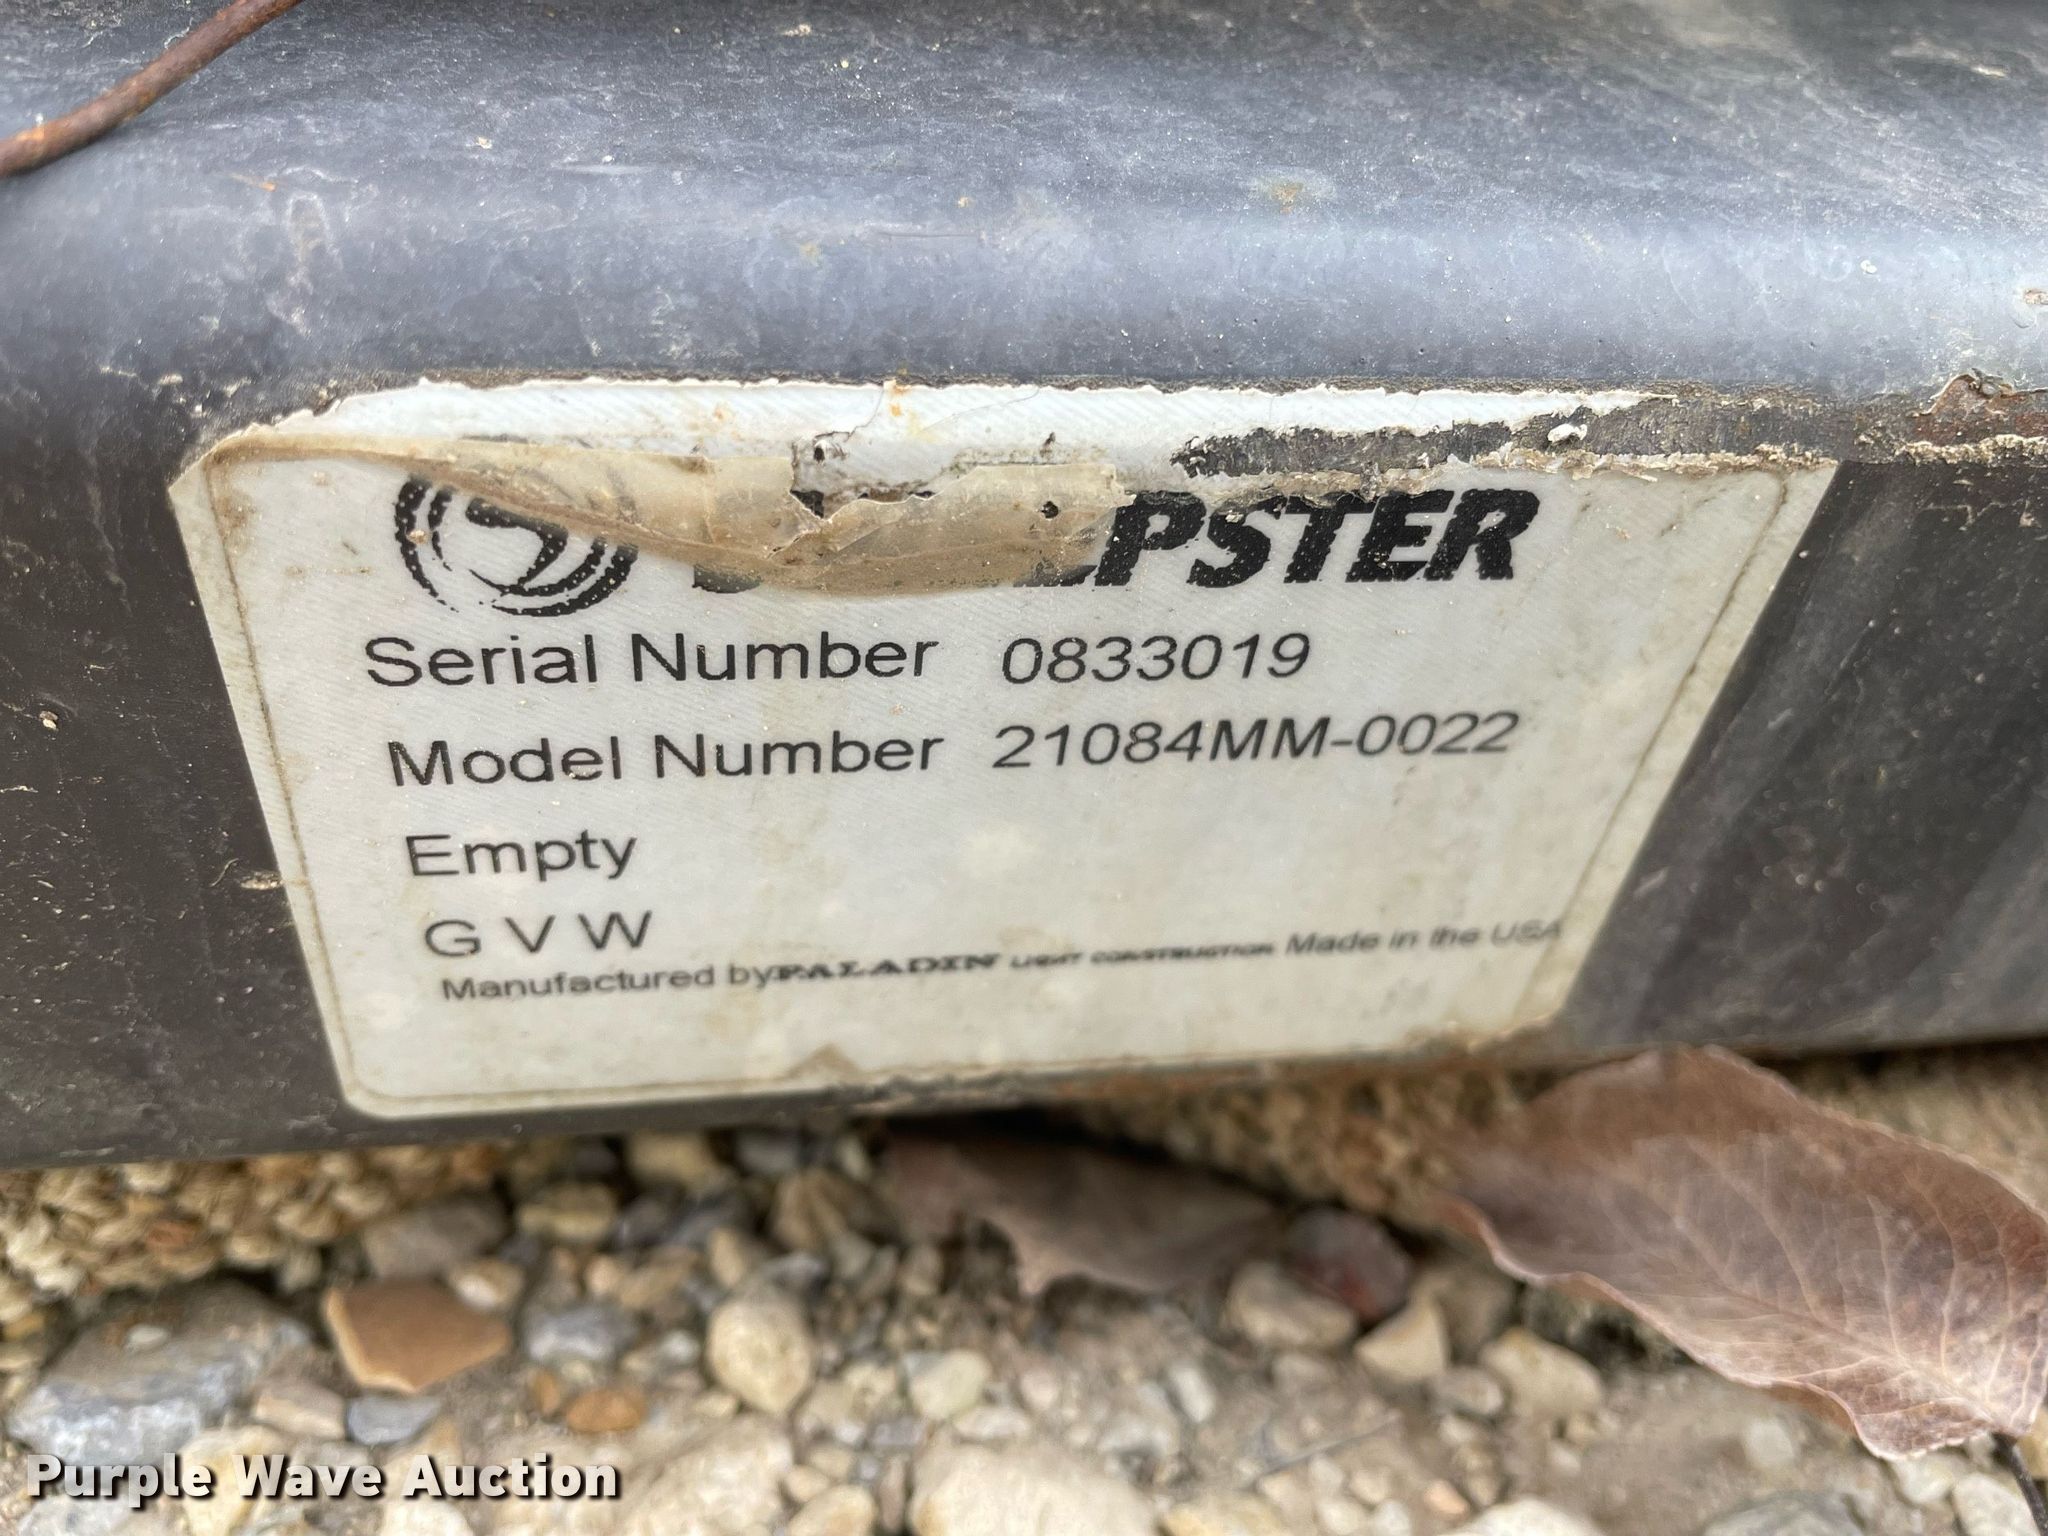 EPSTER
Serial Number 0833019
Model Number 21084MM-0022
Empty
G V W
Manufactured by PALADIN LIGHT CONSTRUCTION Made in the USA
Purple Wave Auction